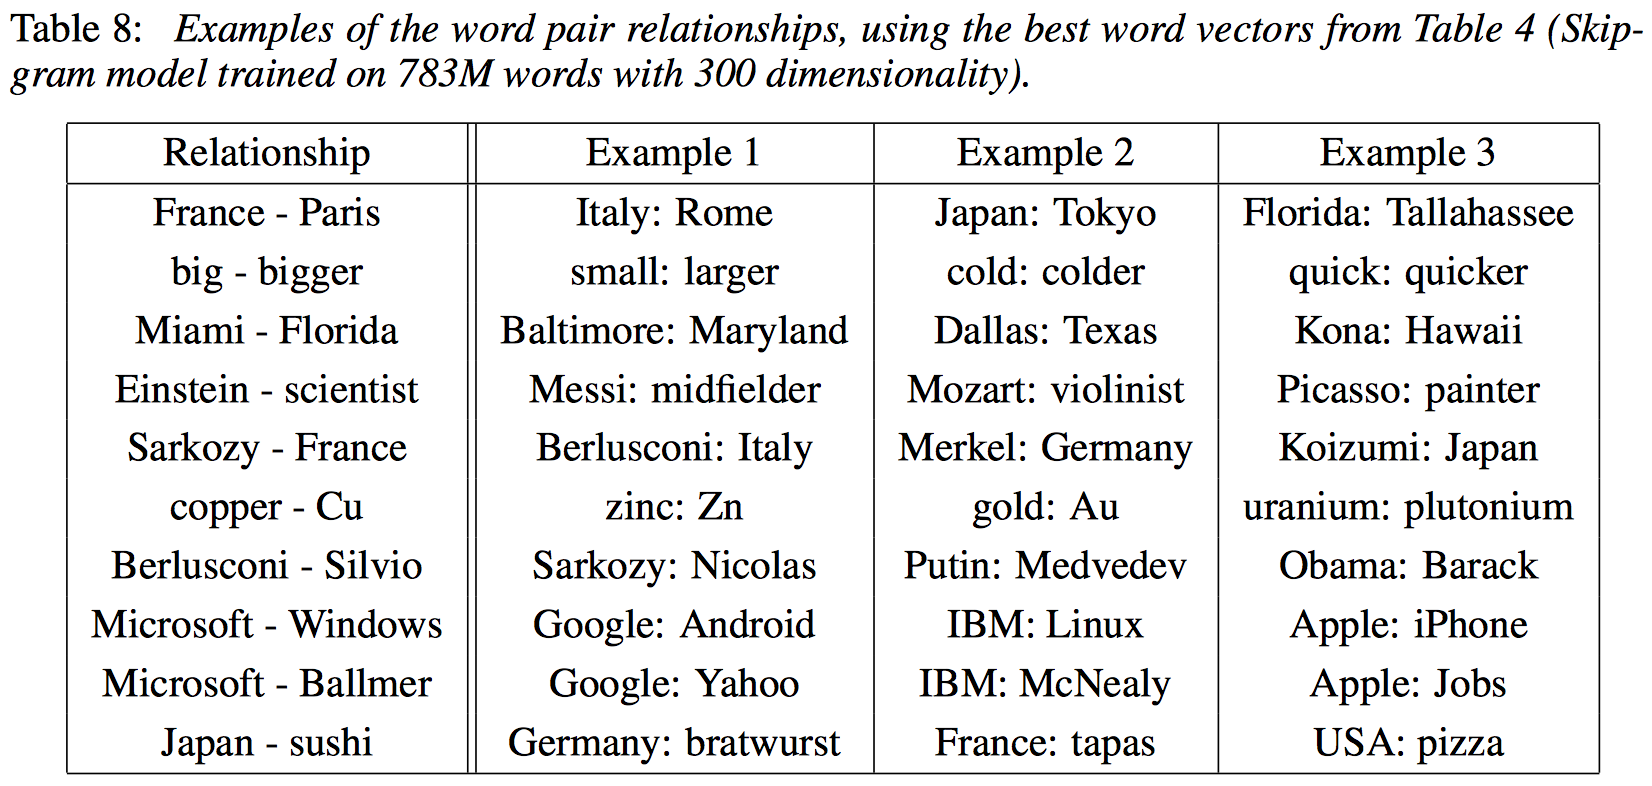 Table 8: Examples of the word pair relationships, using the best word vectors from Table 4 (Skip-
gram model trained on 783M words with 300 dimensionality).
Relationship Example 1 Example 2 Example 3
France - Paris Italy: Rome Japan: Tokyo Florida: Tallahassee
big - bigger small: larger cold: colder quick: quicker
Miami - Florida Baltimore: Maryland Dallas: Texas Kona: Hawaii
Einstein - scientist Messi: midfielder Mozart: violinist Picasso: painter
Sarkozy - France Berlusconi: Italy Merkel: Germany Koizumi: Japan
copper - Cu zinc: Zn gold: Au uranium: plutonium
Berlusconi - Silvio Sarkozy: Nicolas Putin: Medvedev Obama: Barack
Microsoft - Windows Google: Android IBM: Linux Apple: iPhone
Microsoft - Ballmer Google: Yahoo IBM: McNealy Apple: Jobs
Japan - sushi Germany: bratwurst France: tapas USA: pizza